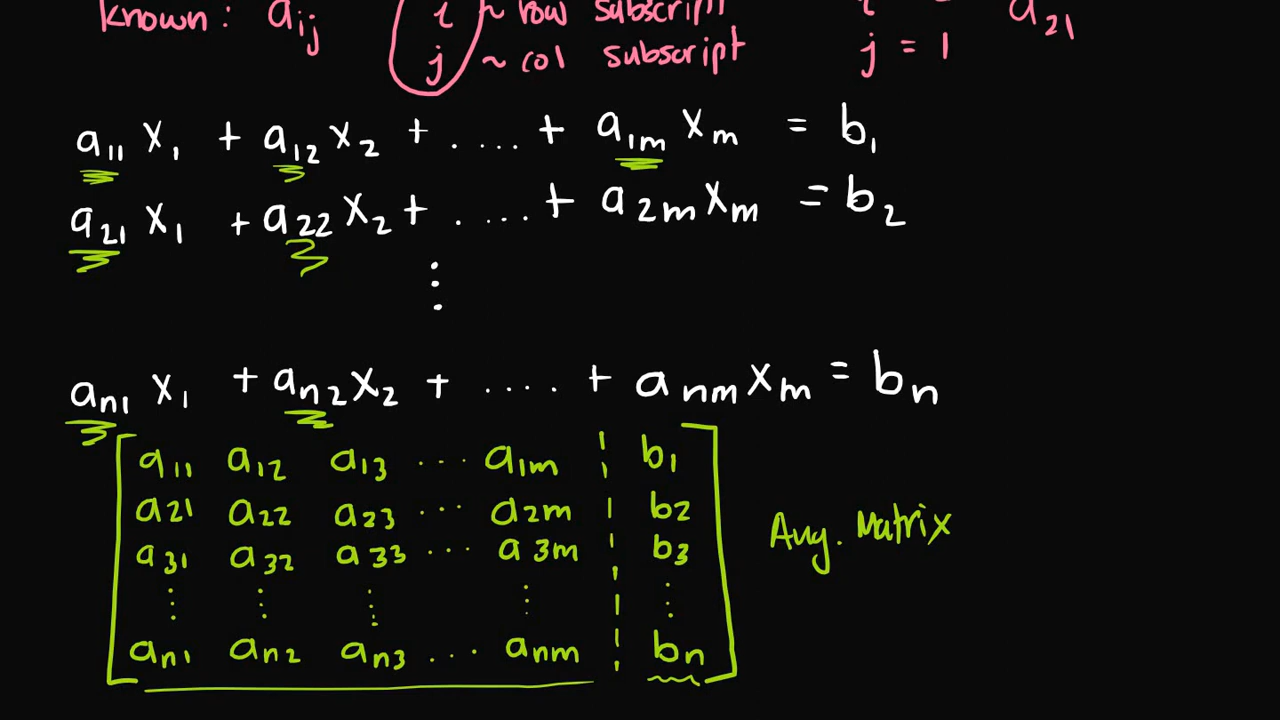 known: aij i ~ row subscript
j ~ col subscript j = 1 a21
a11 x1 + a12 x2 + .... + a1m xm = b1
a21 x1 + a22 x2 + .... + a2m xm = b2
⋮
an1 x1 + an2 x2 + .... + anm xm = bn
a11 a12 a13 ... a1m ¦ b1
a21 a22 a23 ... a2m ¦ b2
a31 a32 a33 ... a3m ¦ b3
⋮ ⋮ ⋮ ⋮ ¦ ⋮
an1 an2 an3 ... anm ¦ bn
Aug. Matrix